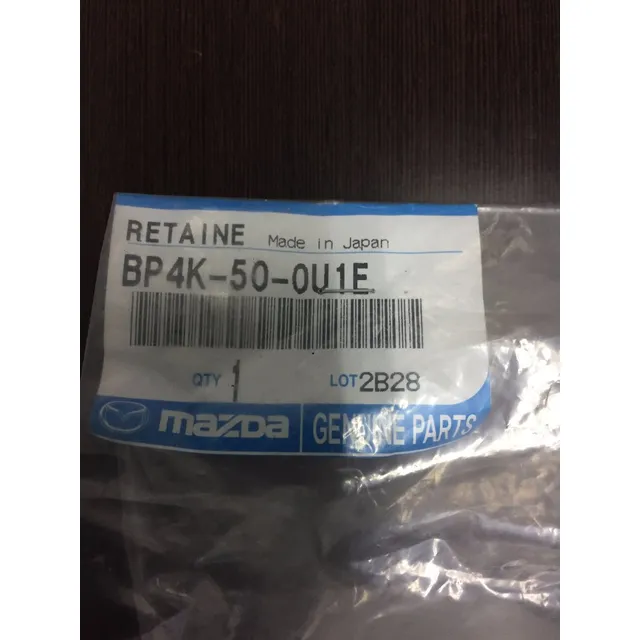 RETAINE Made in Japan
BP4K-50-0U1E
QTY 1 LOT 2B28
mazda GENUINE PARTS